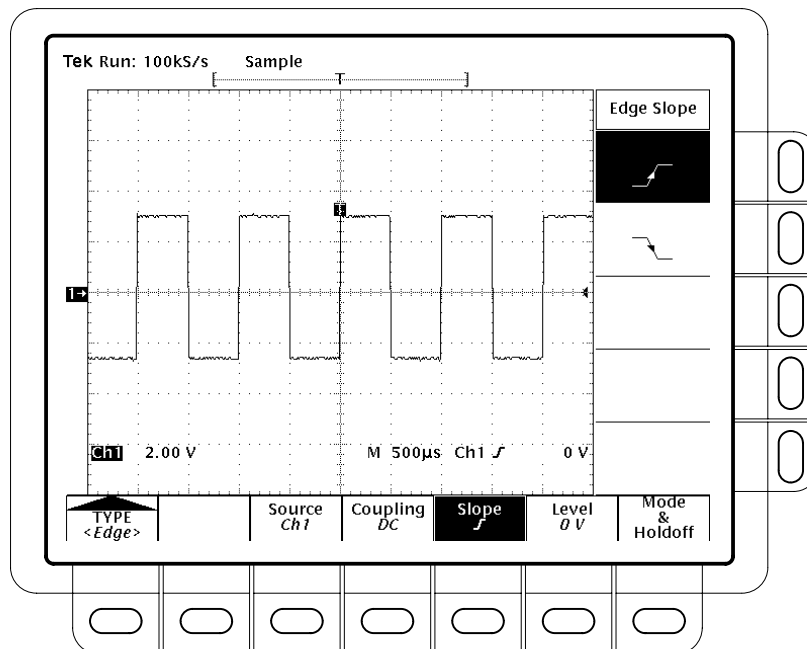 Tek Run: 100kS/s Sample
T
Edge Slope
T
1→
Ch1 2.00 V M 500µs Ch1 0 V
TYPE
<Edge>
Source
Ch1
Coupling
DC
Slope
Level
0 V
Mode
&
Holdoff